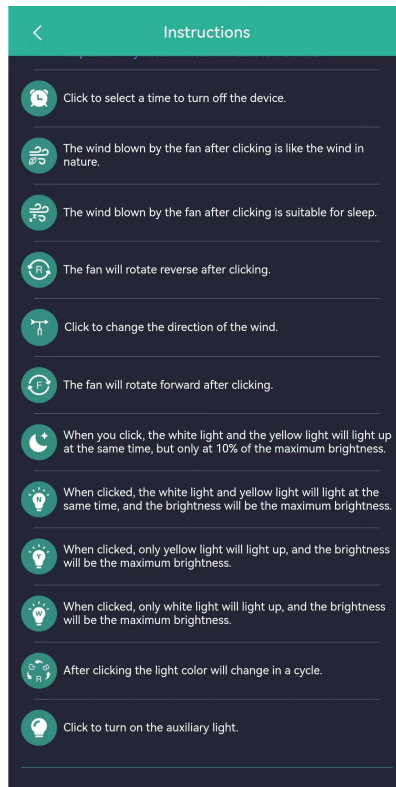 Instructions
Click to select a time to turn off the device.
The wind blown by the fan after clicking is like the wind in
nature.
The wind blown by the fan after clicking is suitable for sleep.
R
The fan will rotate reverse after clicking.
Click to change the direction of the wind.
F
The fan will rotate forward after clicking.
When you click, the white light and the yellow light will light up
at the same time, but only at 10% of the maximum brightness.
N
When clicked, the white light and yellow light will light at the
same time, and the brightness will be the maximum brightness.
Y
When clicked, only yellow light will light up, and the brightness
will be the maximum brightness.
W
When clicked, only white light will light up, and the brightness
will be the maximum brightness.
G B
R
After clicking the light color will change in a cycle.
Click to turn on the auxiliary light.